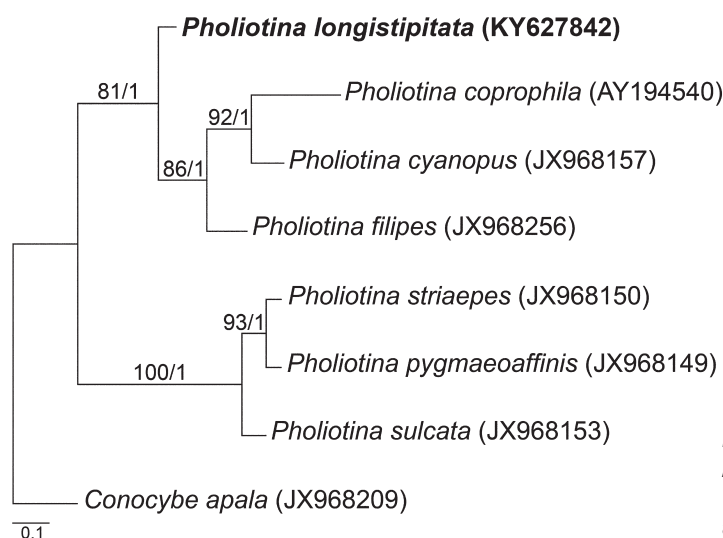 Pholiotina longistipitata (KY627842)
81/1
Pholiotina coprophila (AY194540)
92/1
Pholiotina cyanopus (JX968157)
86/1
Pholiotina filipes (JX968256)
Pholiotina striaepes (JX968150)
93/1
Pholiotina pygmaeoaffinis (JX968149)
100/1
Pholiotina sulcata (JX968153)
Conocybe apala (JX968209)
0.1